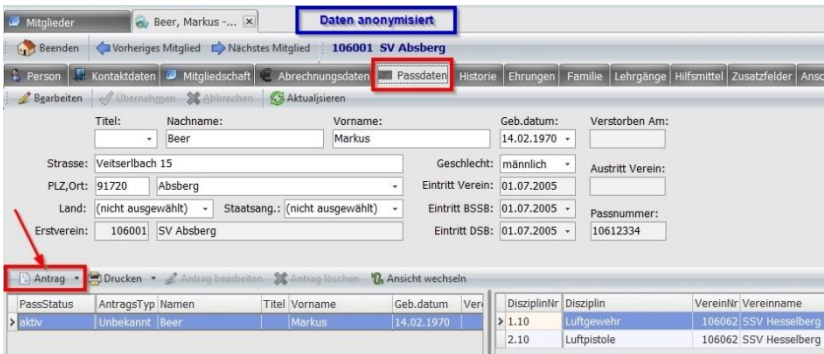 Mitglieder
Beer, Markus -...
Daten anonymisiert
Beenden Vorheriges Mitglied Nächstes Mitglied 106001 SV Absberg
Person Kontaktdaten Mitgliedschaft Abrechnungsdaten Passdaten Historie Ehrungen Familie Lehrgänge Hilfsmittel Zusatzfelder Ansc
Bearbeiten Übernehmen Abbrechen Aktualisieren
Titel: Nachname: Vorname: Geb.datum: Verstorben Am:
Beer Markus 14.02.1970
Strasse: Veitserlbach 15 Geschlecht: männlich Austritt Verein:
PLZ,Ort: 91720 Absberg Eintritt Verein: 01.07.2005
Land: (nicht ausgewählt) Staatsang.: (nicht ausgewählt) Eintritt BSSB: 01.07.2005 Passnummer:
Erstverein: 106001 SV Absberg Eintritt DSB: 01.07.2005 10612334
Antrag Drucken Antrag bearbeiten Antrag löschen Ansicht wechseln
PassStatus AntragsTyp Namen Titel Vorname Geb.datum Vere DisziplinNr Disziplin VereinNr Vereinname
aktiv Unbekannt Beer Markus 14.02.1970 1.10 Luftgewehr 106062 SSV Hesselberg
2.10 Luftpistole 106062 SSV Hesselberg